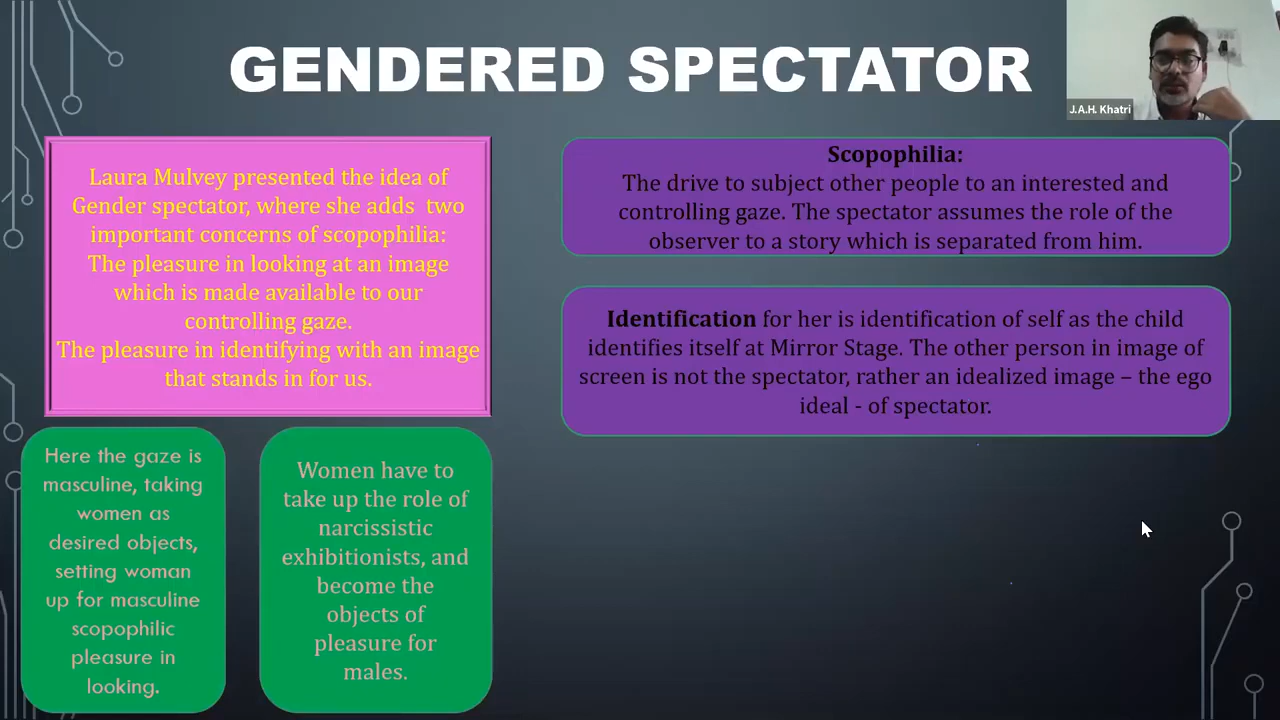 GENDERED SPECTATOR
J.A.H. Khatri
Laura Mulvey presented the idea of
Gender spectator, where she adds  two
important concerns of scopophilia:
The pleasure in looking at an image
which is made available to our
controlling gaze.
The pleasure in identifying with an image
that stands in for us.
Scopophilia:
The drive to subject other people to an interested and
controlling gaze. The spectator assumes the role of the
observer to a story which is separated from him.
Identification for her is identification of self as the child
identifies itself at Mirror Stage. The other person in image of
screen is not the spectator, rather an idealized image – the ego
ideal - of spectator.
Here the gaze is
masculine, taking
women as
desired objects,
setting woman
up for masculine
scopophilic
pleasure in
looking.
Women have to
take up the role of
narcissistic
exhibitionists, and
become the
objects of
pleasure for
males.